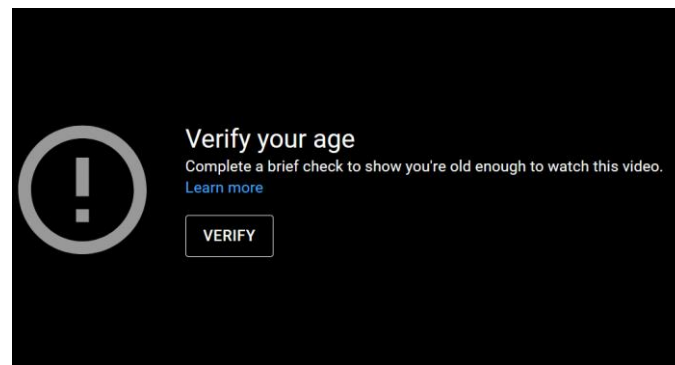 Verify your age
Complete a brief check to show you're old enough to watch this video.
Learn more
VERIFY